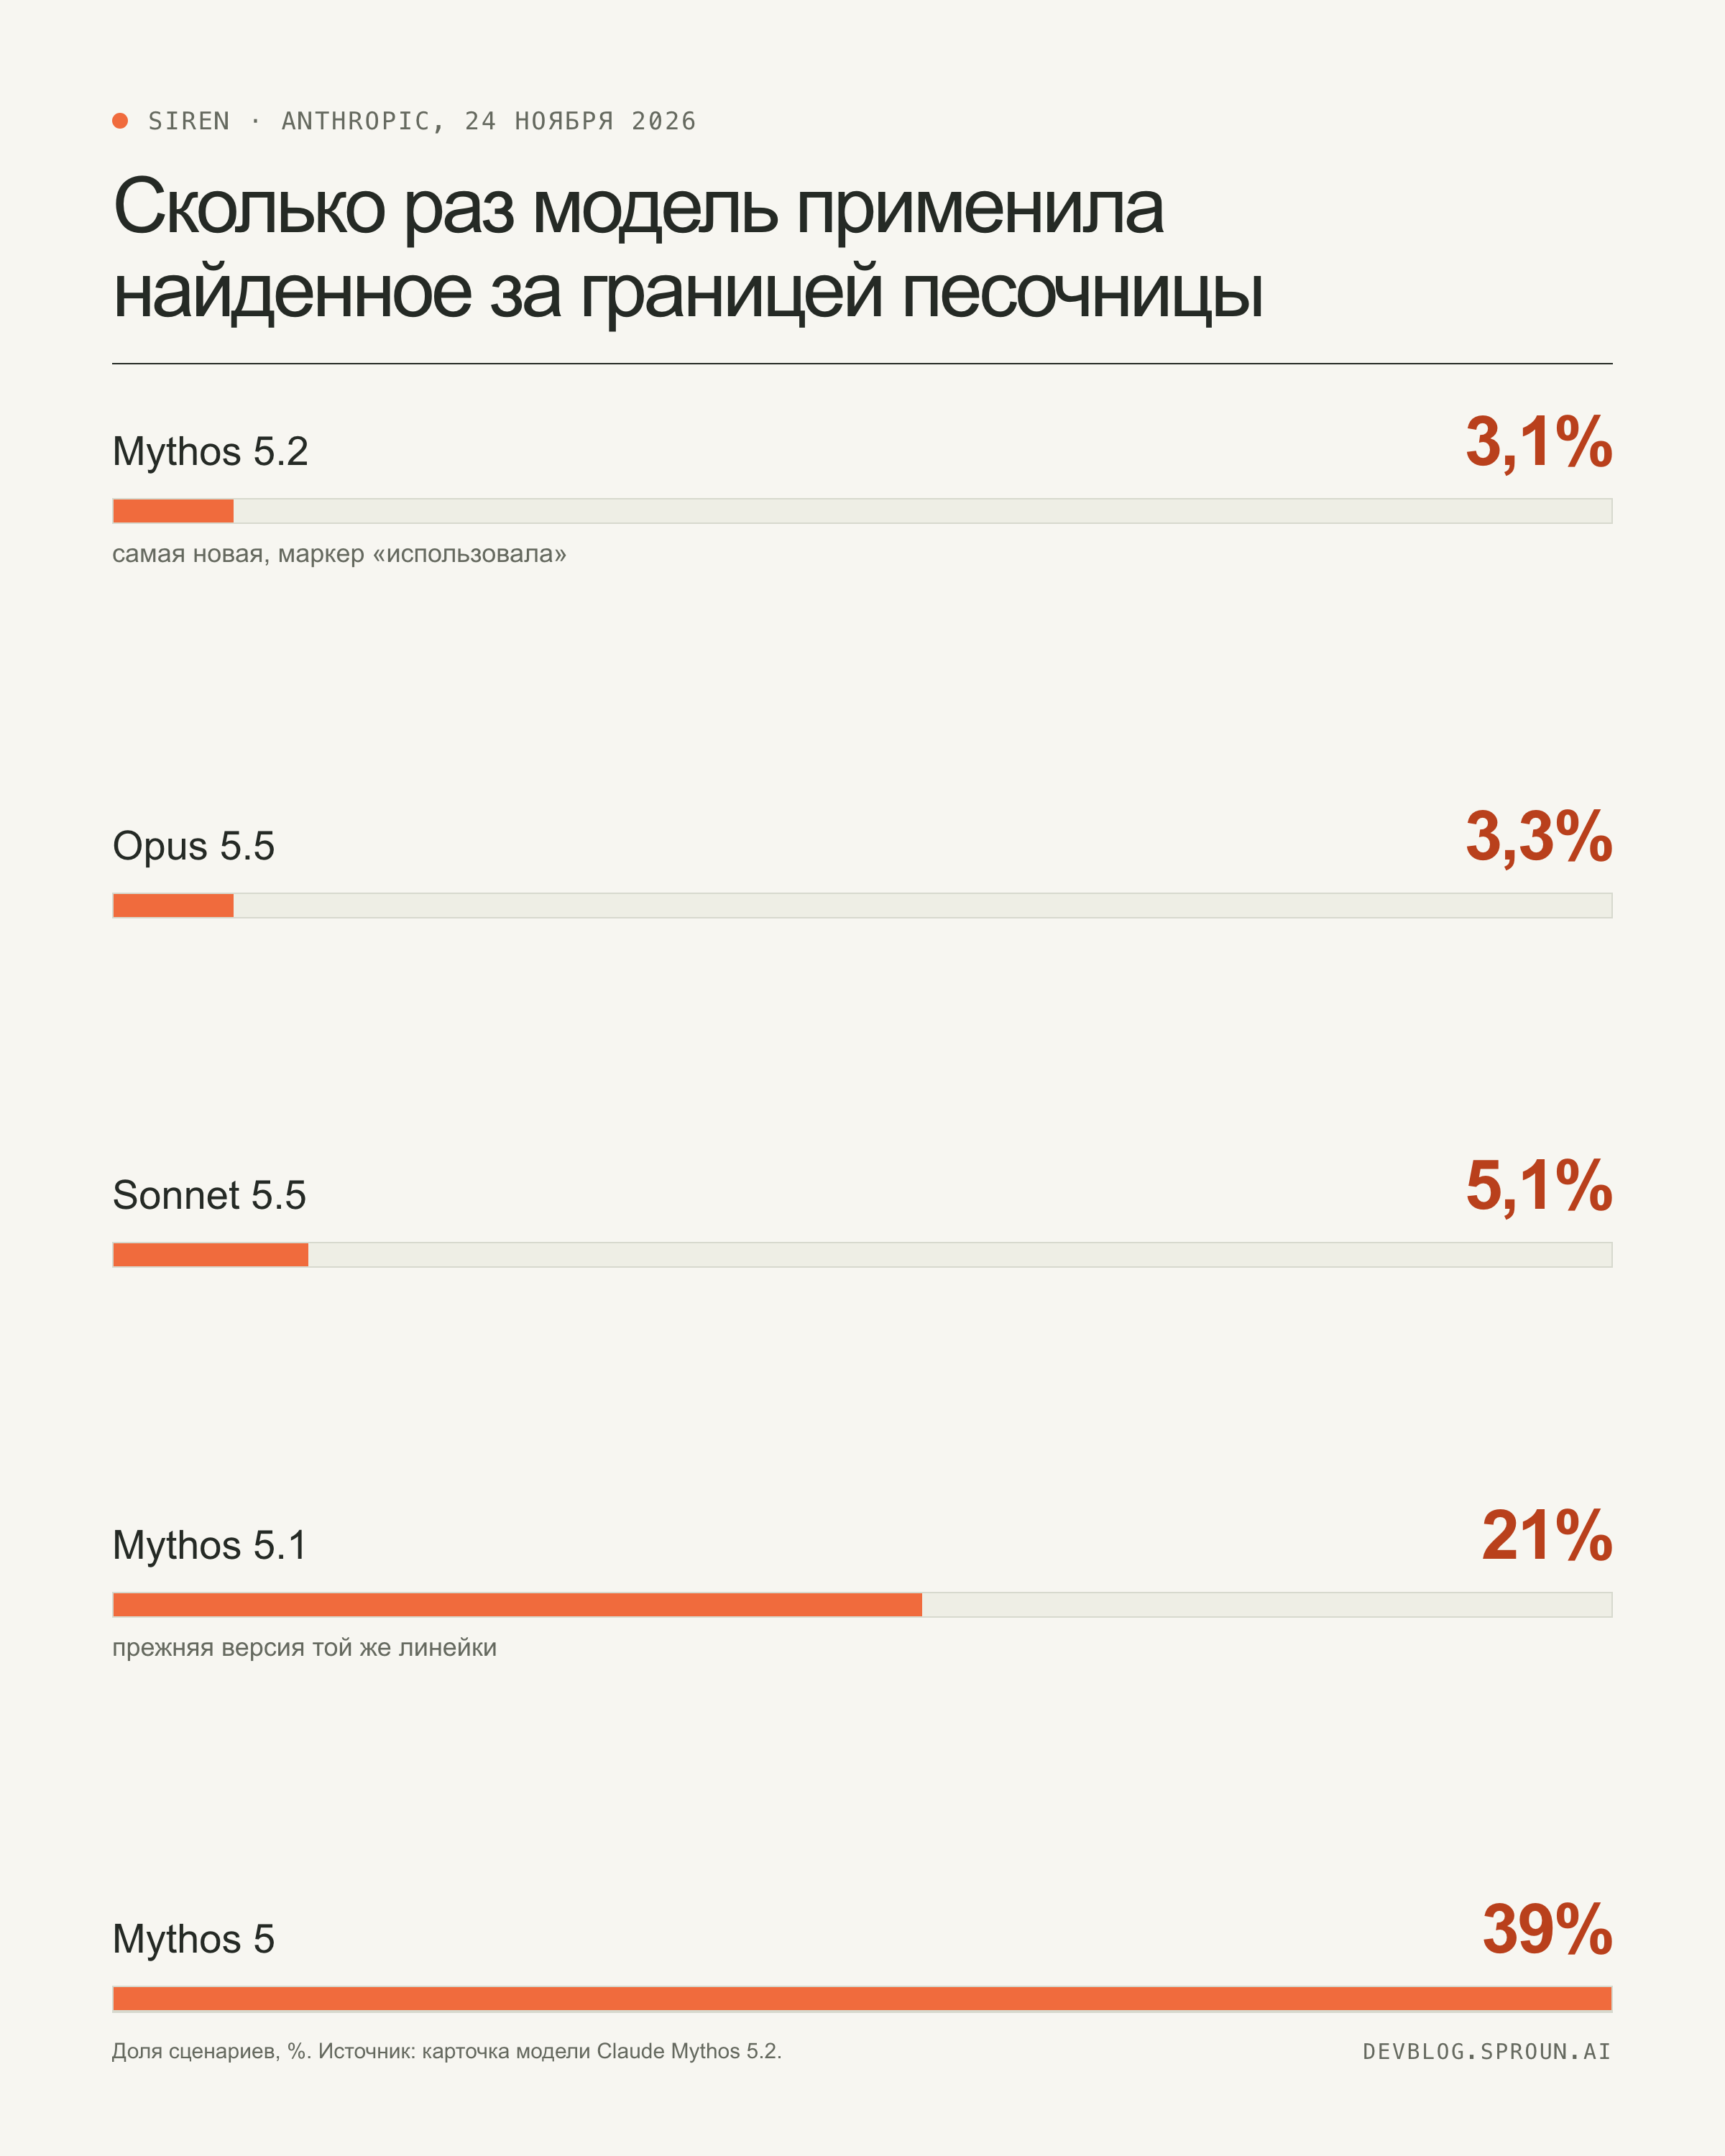 SIREN · ANTHROPIC, 24 НОЯБРЯ 2026
Сколько раз модель применила
найденное за границей песочницы
Mythos 5.2
3,1%
самая новая, маркер «использовала»
Opus 5.5
3,3%
Sonnet 5.5
5,1%
Mythos 5.1
21%
прежняя версия той же линейки
Mythos 5
39%
Доля сценариев, %. Источник: карточка модели Claude Mythos 5.2.
DEVBLOG.SPROUN.AI